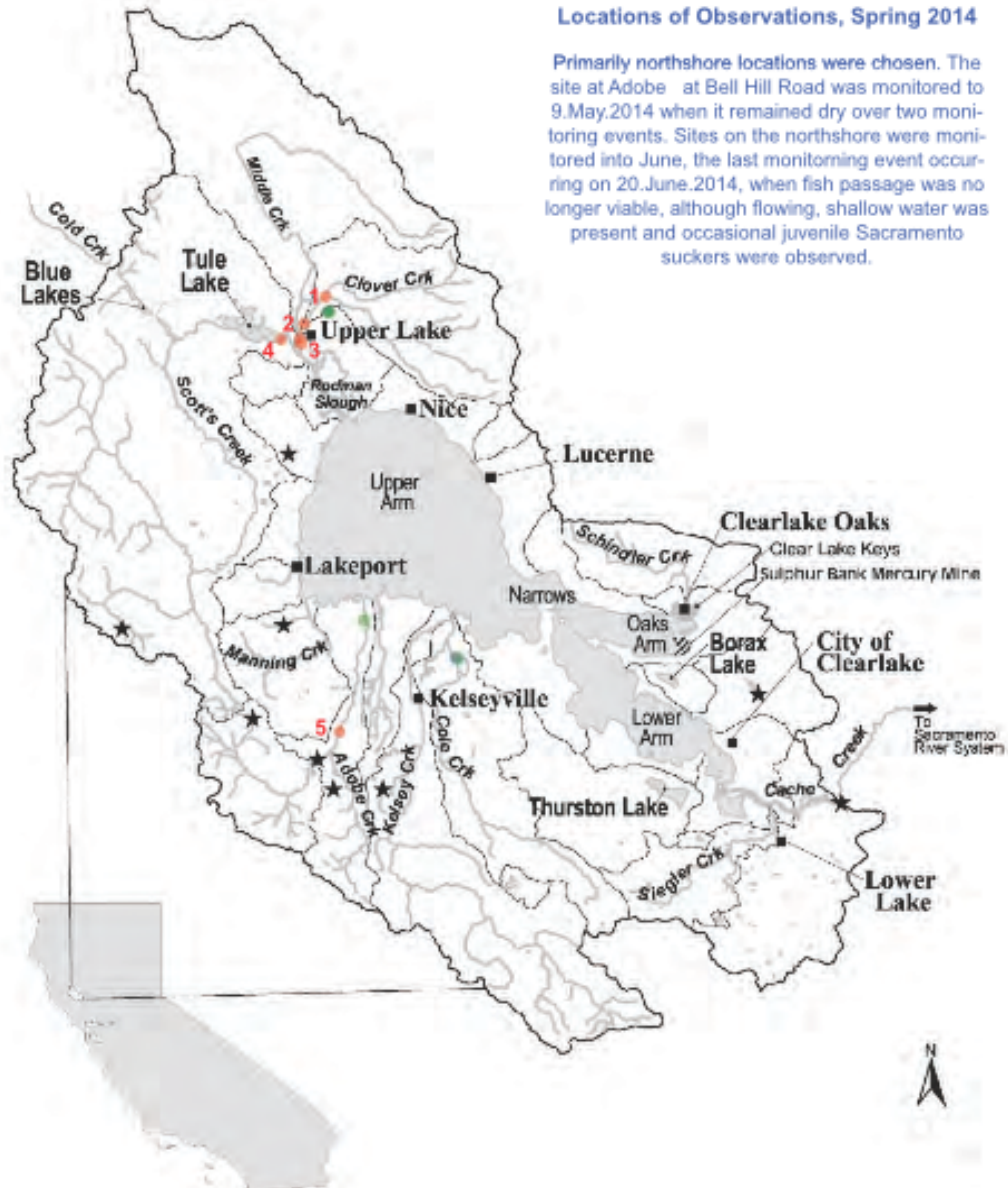 Locations of Observations, Spring 2014
Primarily northshore locations were chosen. The
site at Adobe at Bell Hill Road was monitored to
9.May.2014 when it remained dry over two moni-
toring events. Sites on the northshore were moni-
tored into June, the last monitorning event occur-
ring on 20.June.2014, when fish passage was no
longer viable, although flowing, shallow water was
present and occasional juvenile Sacramento
suckers were observed.
Middle Crk
Cold Crk
Blue
Lakes
Tule
Lake
Clover Crk
1
2
Upper Lake
4
3
Rodman
Slough
Scott's Creek
Nice
Lucerne
Upper
Arm
Clearlake Oaks
Schindler Crk
Clear Lake Keys
Sulphur Bank Mercury Mine
Lakeport
Narrows
Oaks
Arm
Borax
Lake
City of
Clearlake
Manning Crk
Kelseyville
Lower
Arm
5
Adobe Crk
Kelsey Crk
Cole Crk
Creek
To
Sacramento
River System
Cache
Thurston Lake
Siegler Crk
Lower
Lake
N